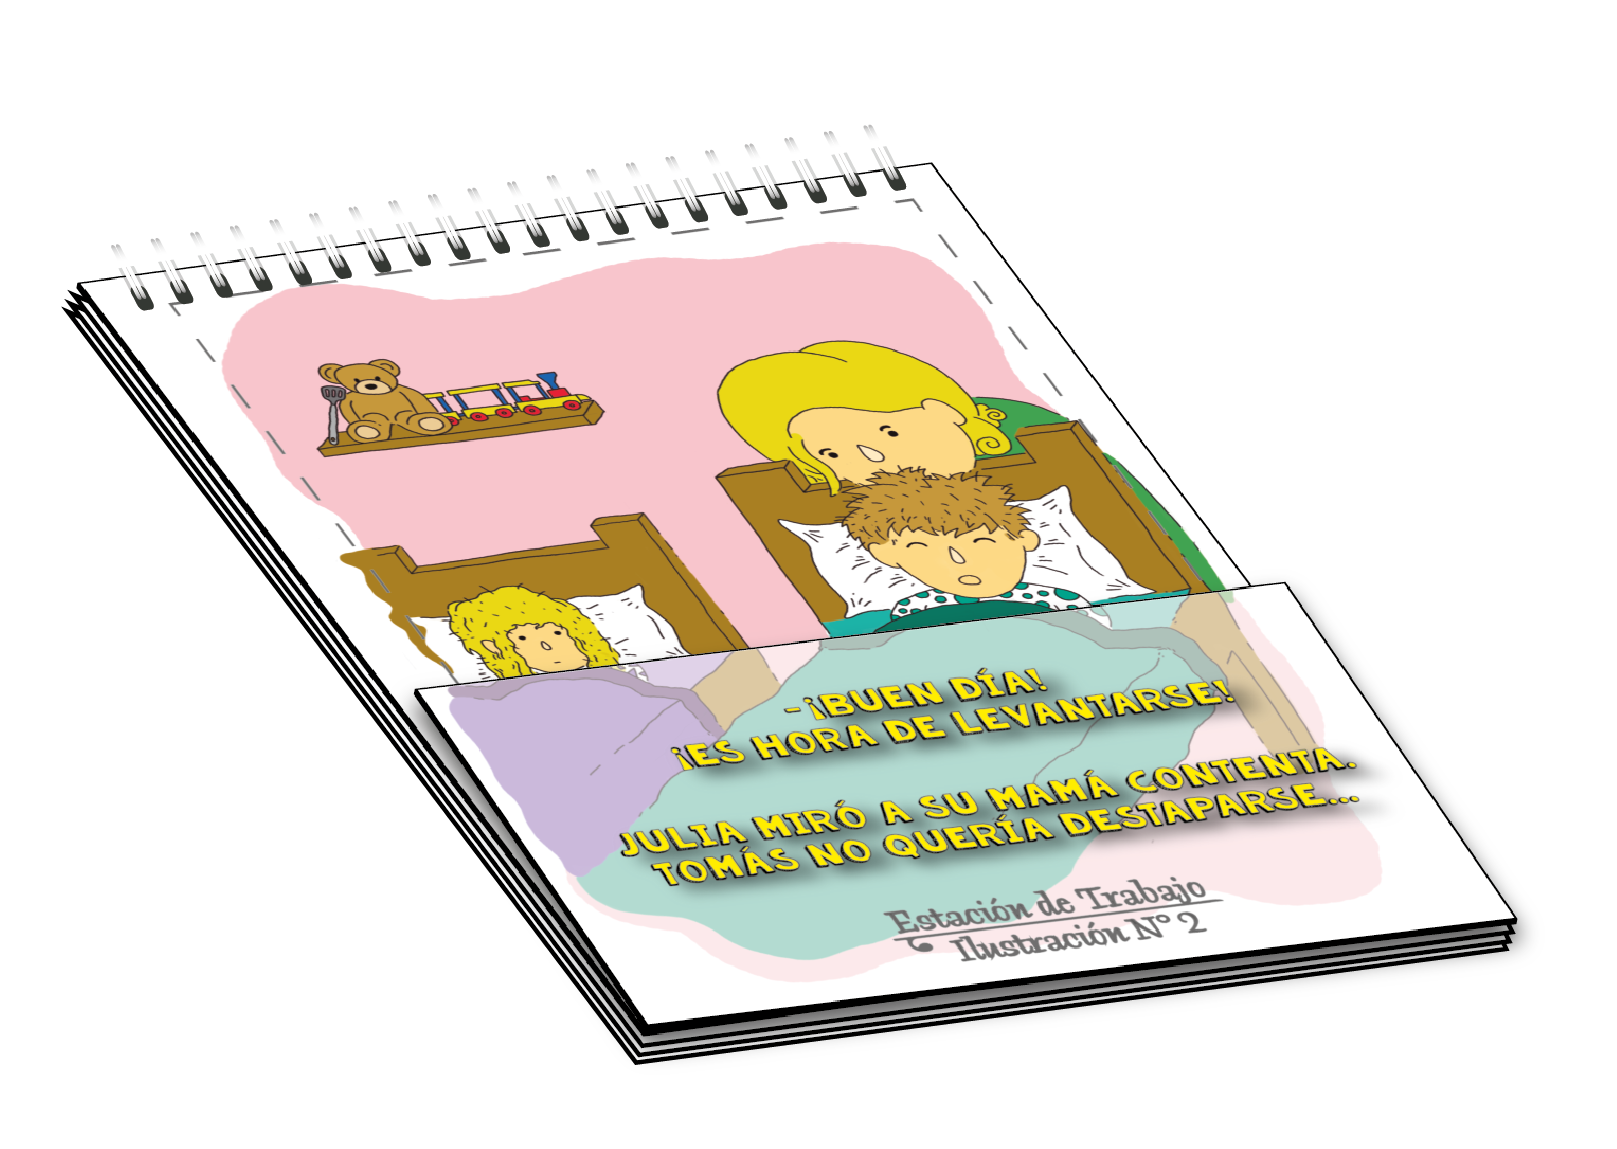 -¡BUEN DÍA!
¡ES HORA DE LEVANTARSE!
JULIA MIRÓ A SU MAMÁ CONTENTA.
TOMÁS NO QUERÍA DESTAPARSE...
Estación de Trabajo
Ilustración N° 2